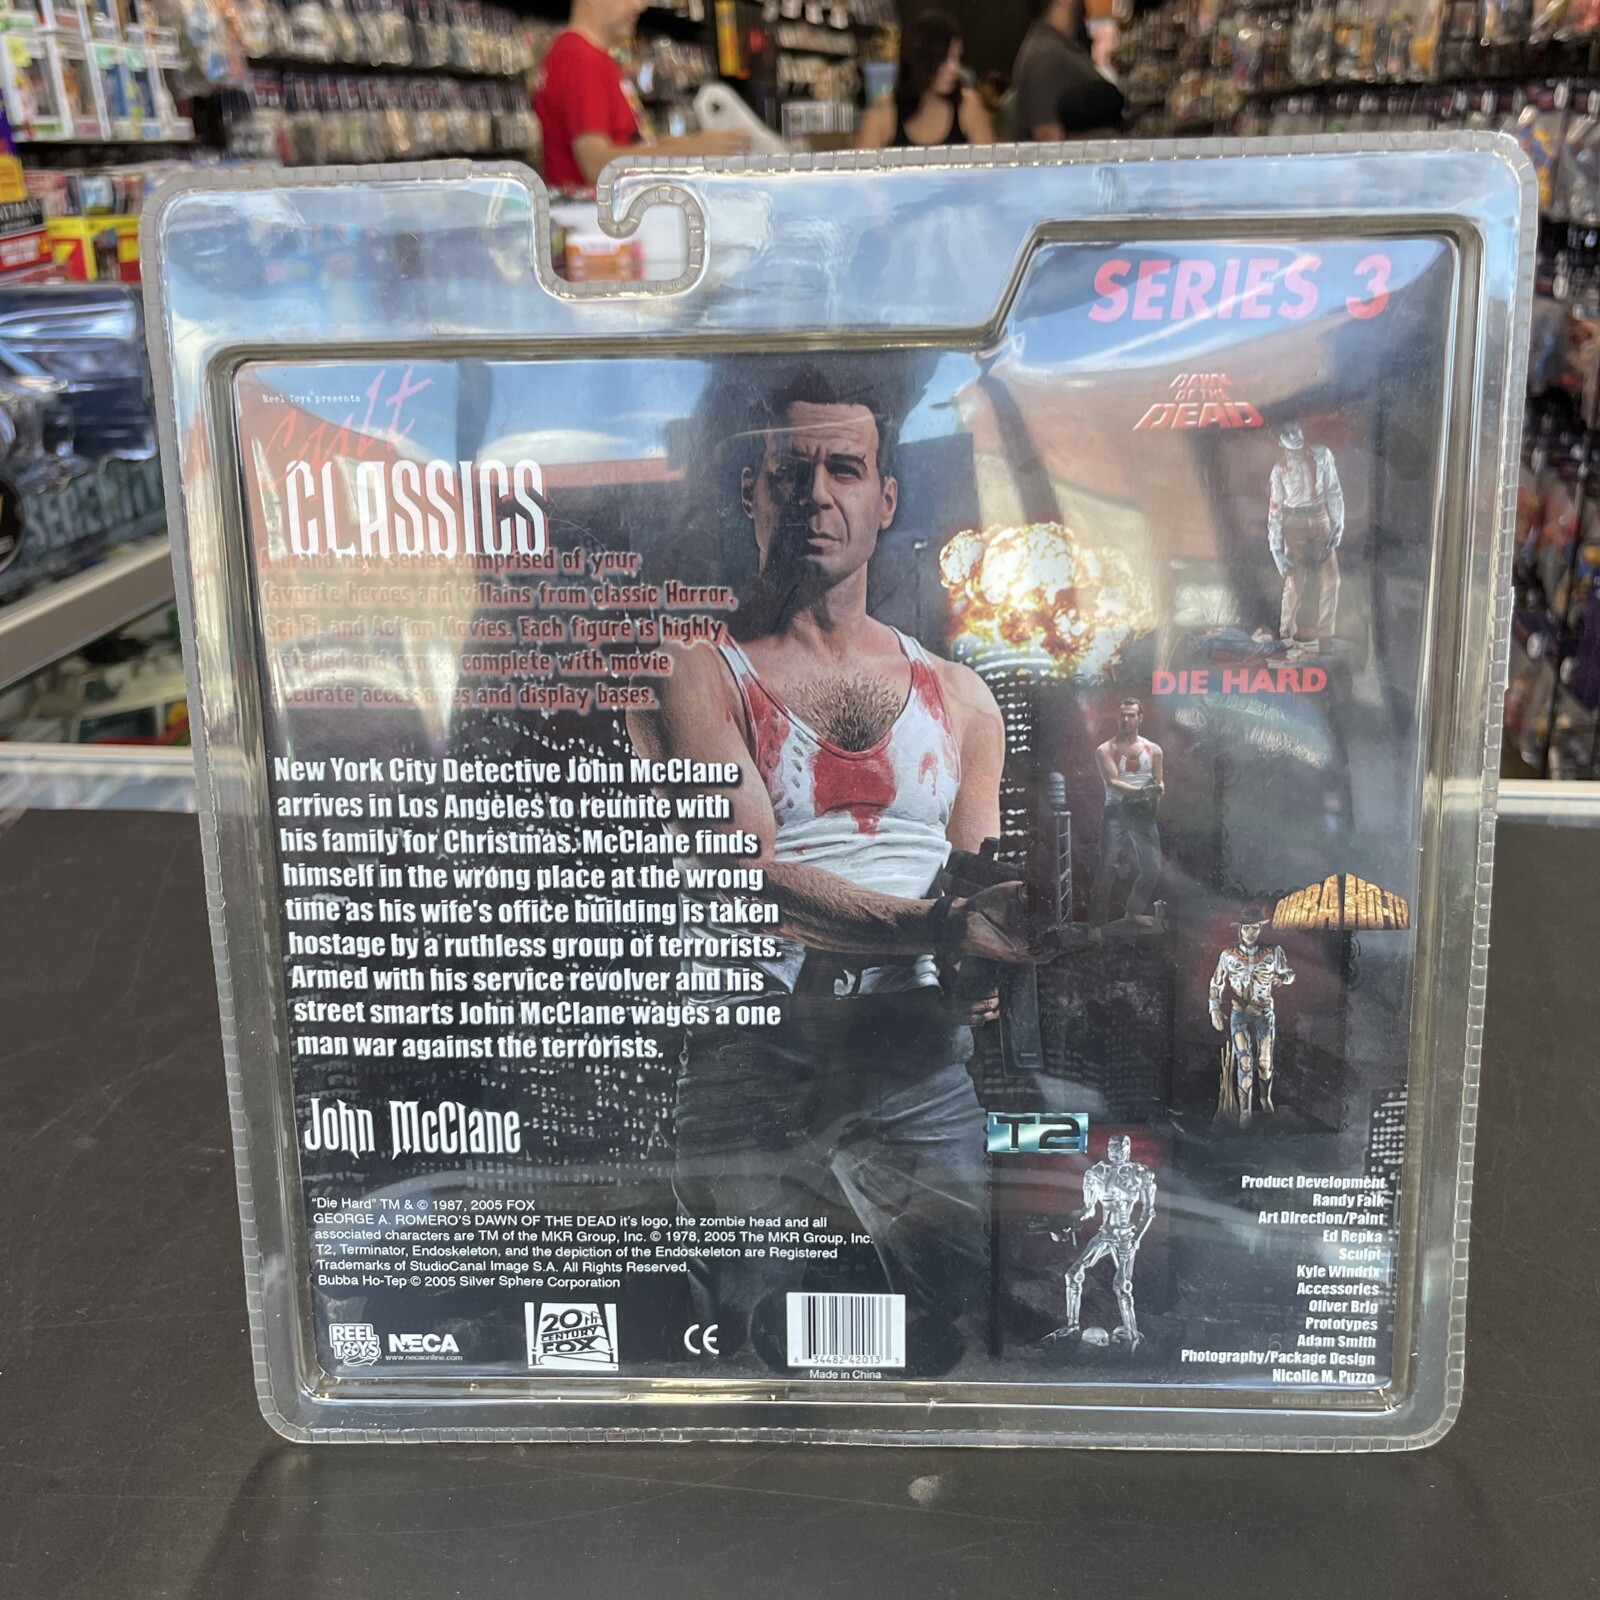 SERIES 3
Reel Toys presents
cult
CLASSICS
A brand new series comprised of your
favorite heroes and villains from classic Horror,
Sci-Fi and Action Movies. Each figure is highly
detailed and comes complete with movie
accurate accessories and display bases.
DAWN
OF THE
DEAD
DIE HARD
BUBBA HO-TEP
T2
New York City Detective John McClane
arrives in Los Angeles to reunite with
his family for Christmas. McClane finds
himself in the wrong place at the wrong
time as his wife's office building is taken
hostage by a ruthless group of terrorists.
Armed with his service revolver and his
street smarts John McClane wages a one
man war against the terrorists.
John McClane
"Die Hard" TM & © 1987, 2005 FOX
GEORGE A. ROMERO'S DAWN OF THE DEAD it's logo, the zombie head and all
associated characters are TM of the MKR Group, Inc. © 1978, 2005 The MKR Group, Inc.
T2, Terminator, Endoskeleton, and the depiction of the Endoskeleton are Registered
Trademarks of StudioCanal Image S.A. All Rights Reserved.
Bubba Ho-Tep © 2005 Silver Sphere Corporation
REEL
TOYS
NECA
www.necaonline.com
20TH
CENTURY
FOX
CE
6 34482 42013 3
Made in China
Product Development
Randy Falk
Art Direction/Paint
Ed Repka
Sculpt
Kyle Windrix
Accessories
Oliver Brig
Prototypes
Adam Smith
Photography/Package Design
Nicolle M. Puzzo
SERENITY